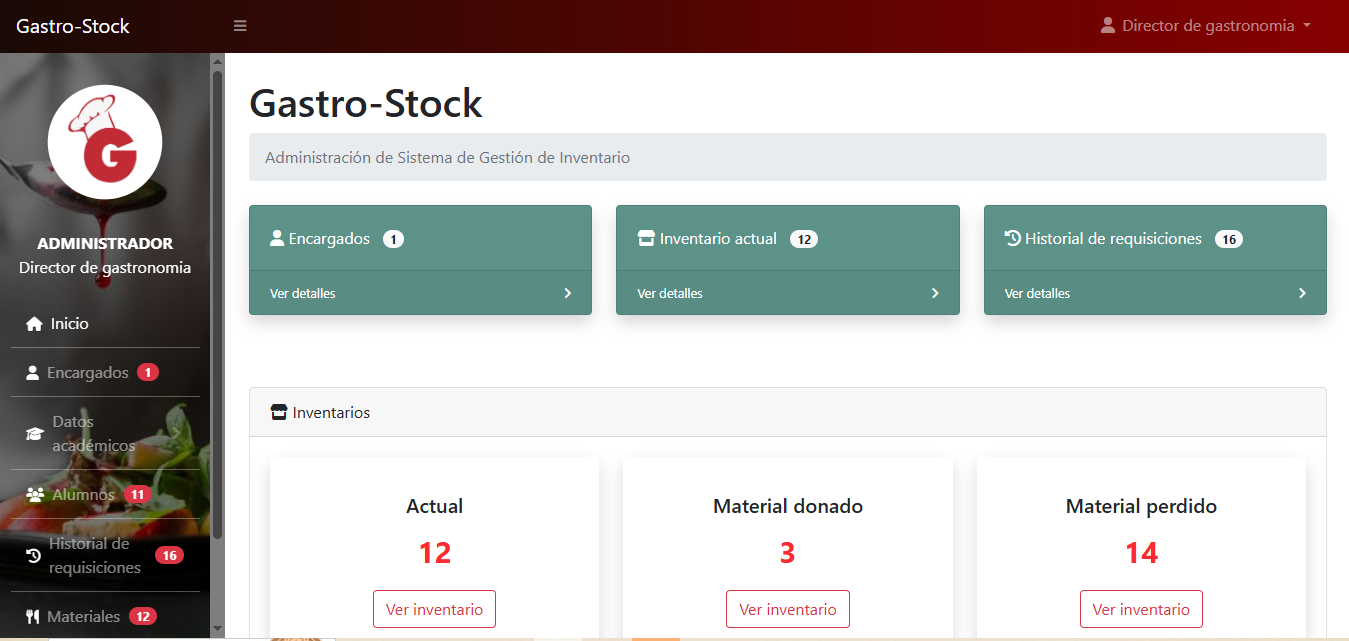 Gastro-Stock
Director de gastronomia
G
ADMINISTRADOR
Director de gastronomia
Inicio
Encargados 1
Datos
académicos
Alumnos 11
Historial de
requisiciones 16
Materiales 12
Gastro-Stock
Administración de Sistema de Gestión de Inventario
Encargados 1
Ver detalles
Inventario actual 12
Ver detalles
Historial de requisiciones 16
Ver detalles
Inventarios
Actual
12
Ver inventario
Material donado
3
Ver inventario
Material perdido
14
Ver inventario